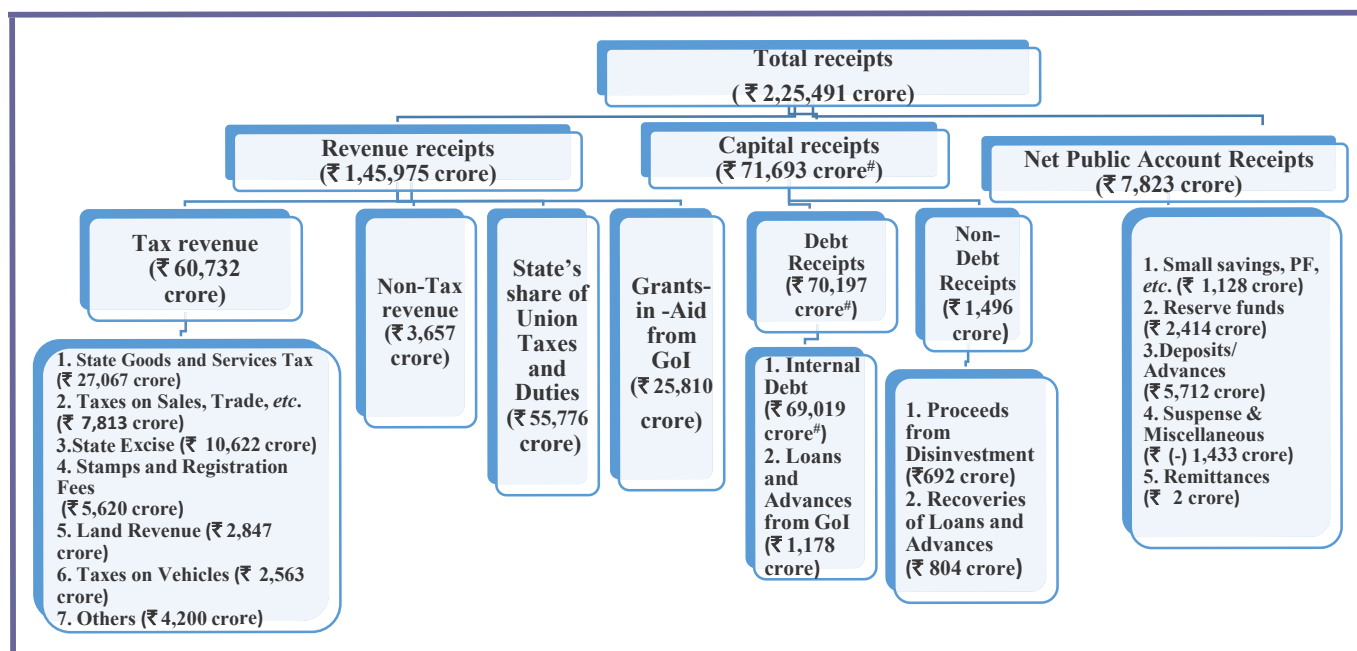 Total receipts
( ₹ 2,25,491 crore)
Revenue receipts
(₹ 1,45,975 crore)
Capital receipts
(₹ 71,693 crore#)
Net Public Account Receipts
(₹ 7,823 crore)
Tax revenue
(₹ 60,732
crore)
Non-Tax
revenue
(₹ 3,657
crore)
State's
share of
Union
Taxes
and
Duties
(₹ 55,776
crore)
Grants-
in -Aid
from
GoI
(₹ 25,810
crore)
Debt
Receipts
(₹ 70,197
crore#)
Non-
Debt
Receipts
(₹ 1,496
crore)
1. State Goods and Services Tax
(₹ 27,067 crore)
2. Taxes on Sales, Trade, etc.
(₹ 7,813 crore)
3.State Excise (₹ 10,622 crore)
4. Stamps and Registration
Fees
(₹ 5,620 crore)
5. Land Revenue (₹ 2,847
crore)
6. Taxes on Vehicles (₹ 2,563
crore)
7. Others (₹ 4,200 crore)
1. Internal
Debt
(₹ 69,019
crore#)
2. Loans
and
Advances
from GoI
(₹ 1,178
crore)
1. Proceeds
from
Disinvestment
(₹692 crore)
2. Recoveries
of Loans and
Advances
(₹ 804 crore)
1. Small savings, PF,
etc. (₹ 1,128 crore)
2. Reserve funds
(₹ 2,414 crore)
3.Deposits/
Advances
(₹ 5,712 crore)
4. Suspense &
Miscellaneous
(₹ (-) 1,433 crore)
5. Remittances
(₹ 2 crore)